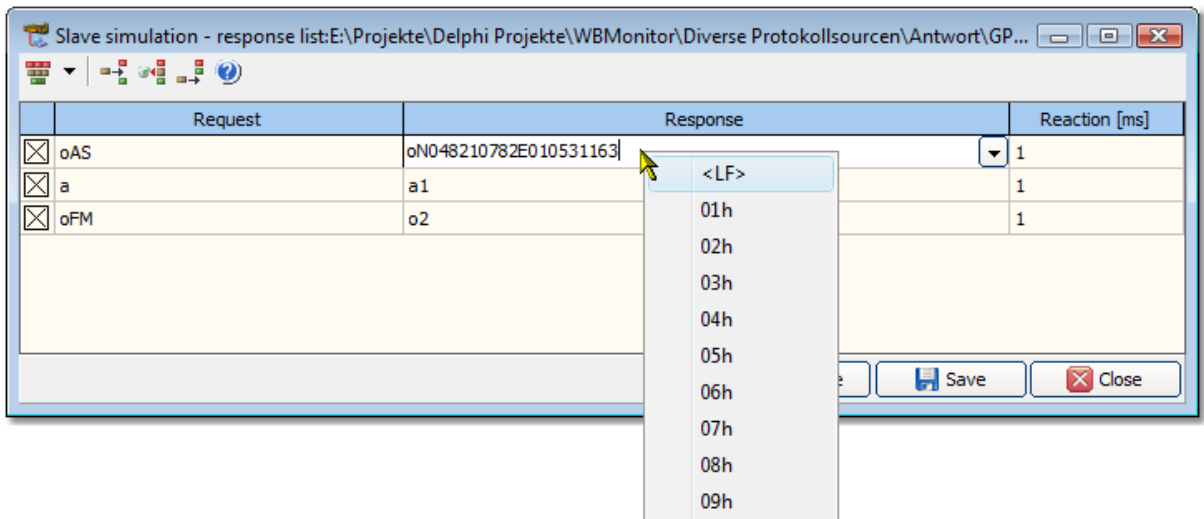 Slave simulation - response list:E:\Projekte\Delphi Projekte\WBMonitor\Diverse Protokollsourcen\Antwort\GP...
Request Response Reaction [ms]
oAS oN048210782E010531163 1
a a1 1
oFM o2 1
<LF>
01h
02h
03h
04h
05h
06h
07h
08h
09h
Save Close